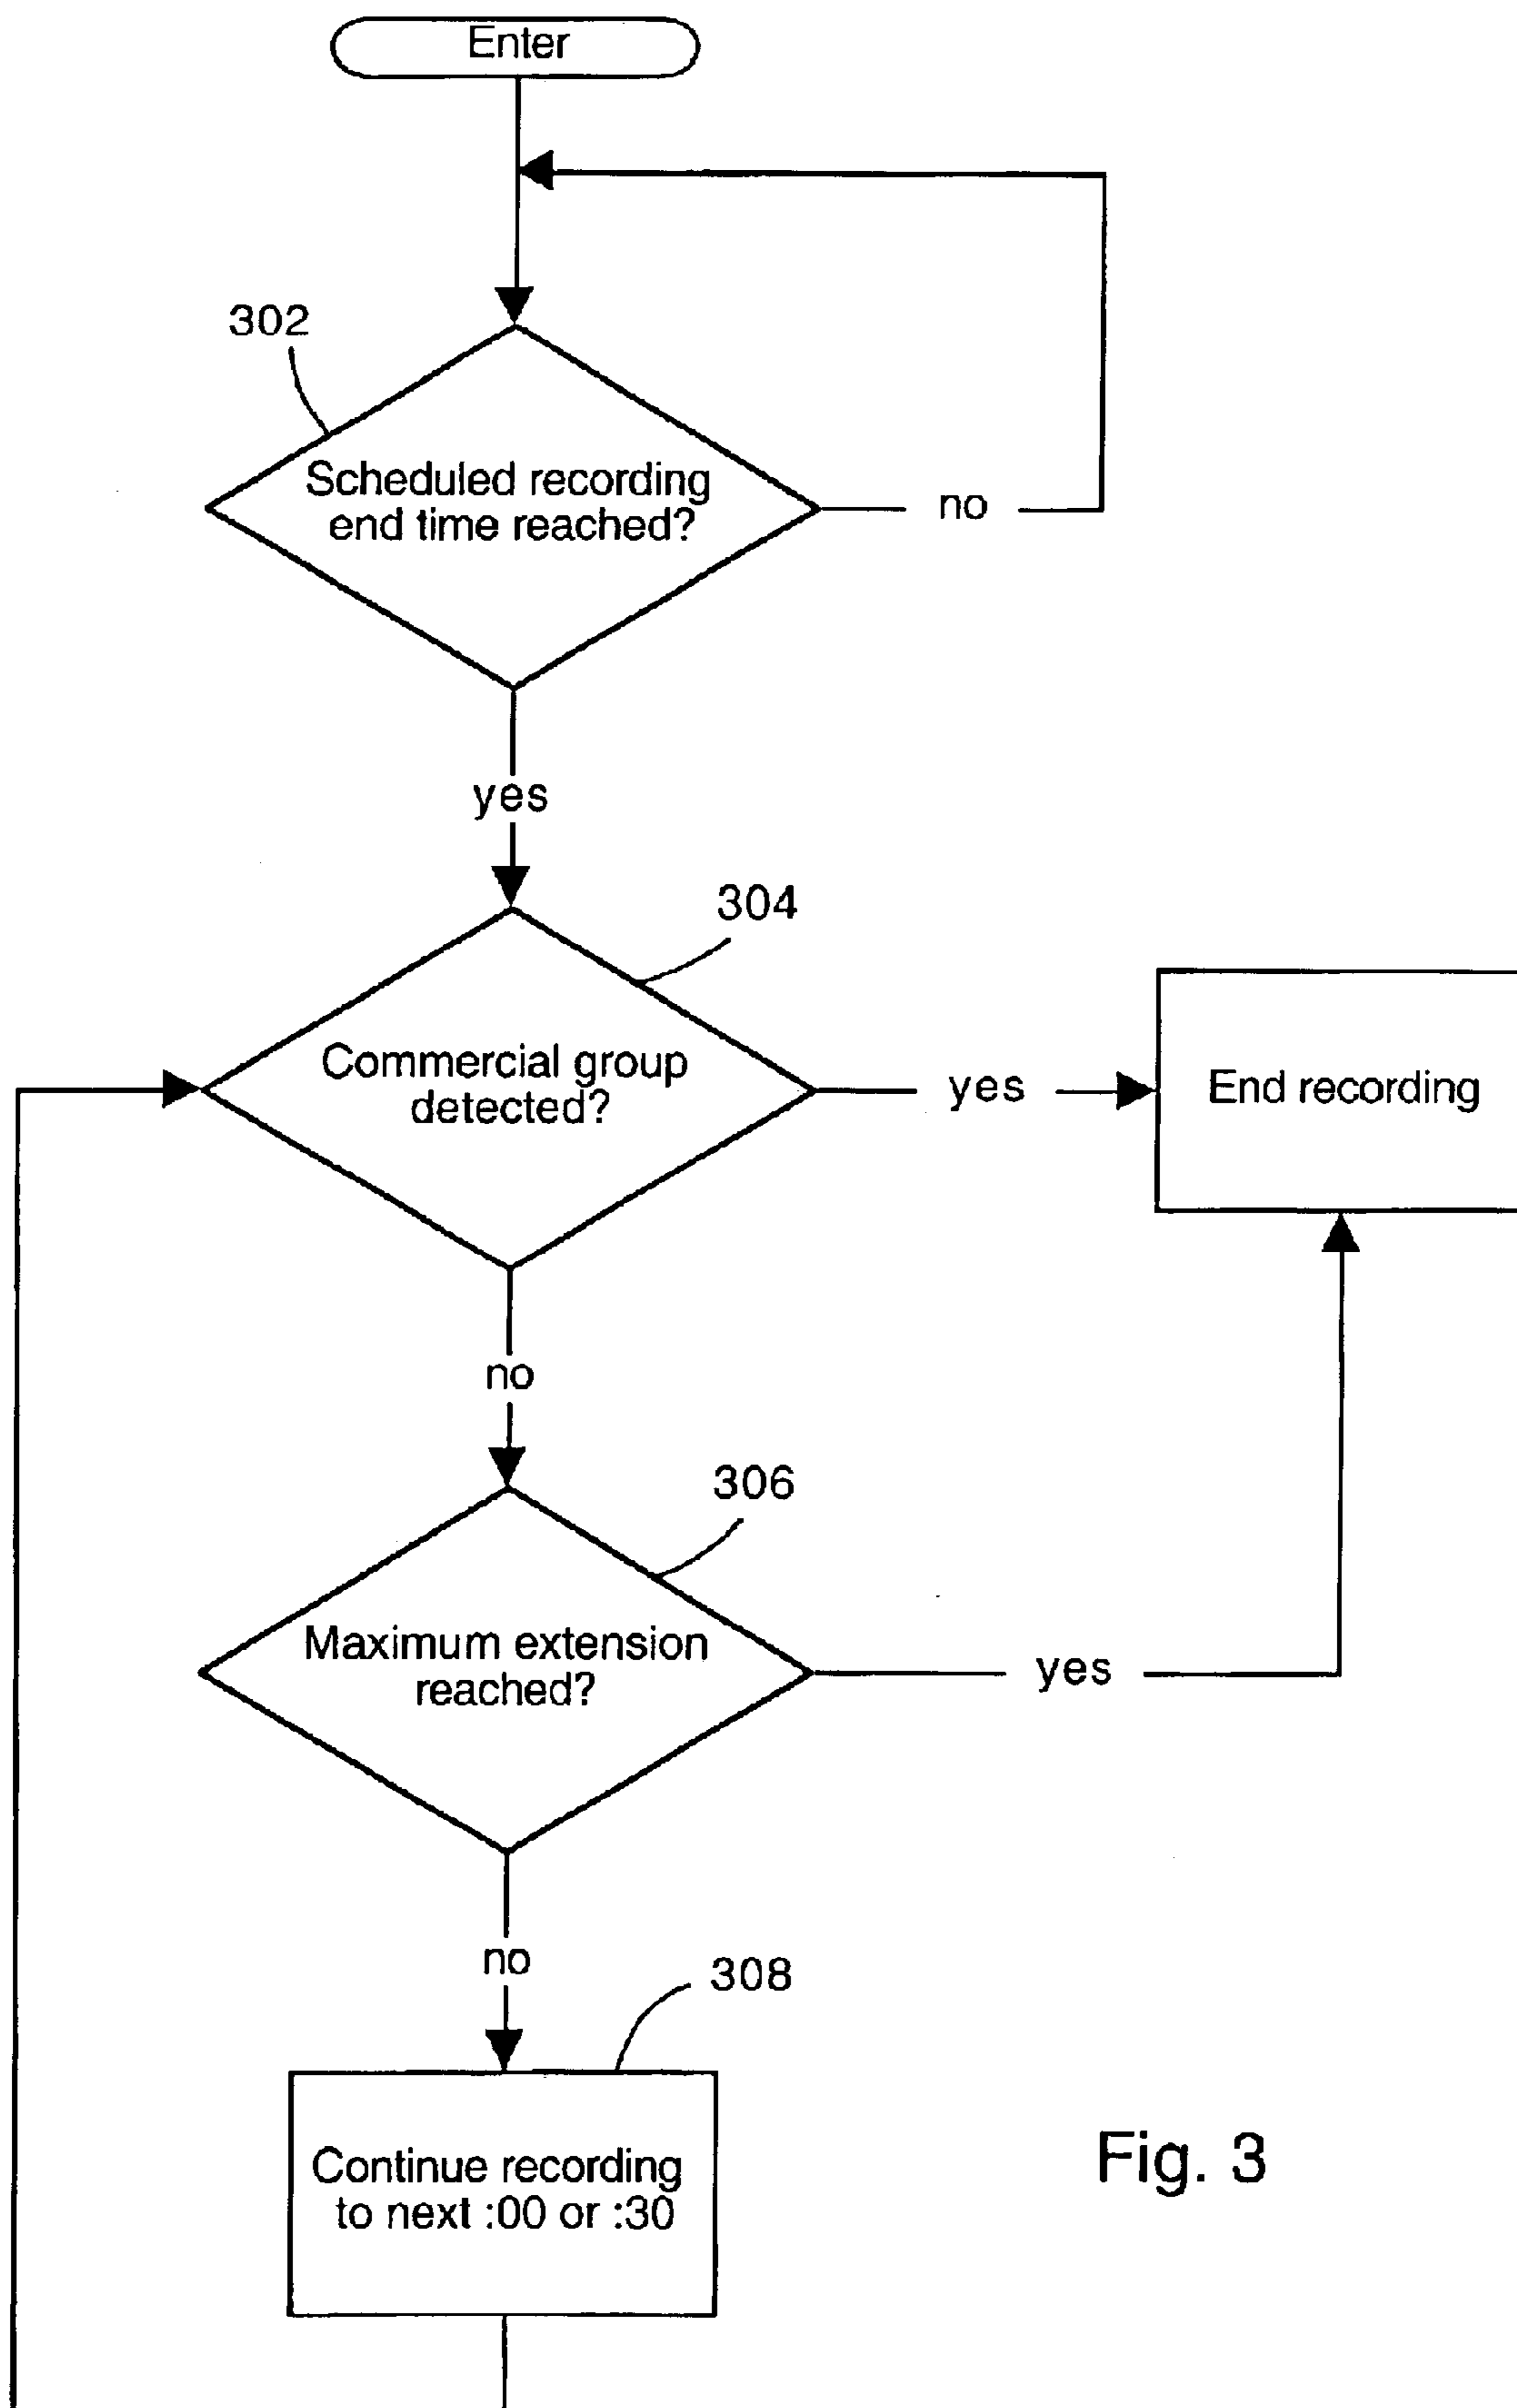 Enter
302
Scheduled recording
end time reached?
no
yes
304
Commercial group
detected?
yes
End recording
no
306
Maximum extension
reached?
yes
no
308
Continue recording
to next :00 or :30
Fig. 3